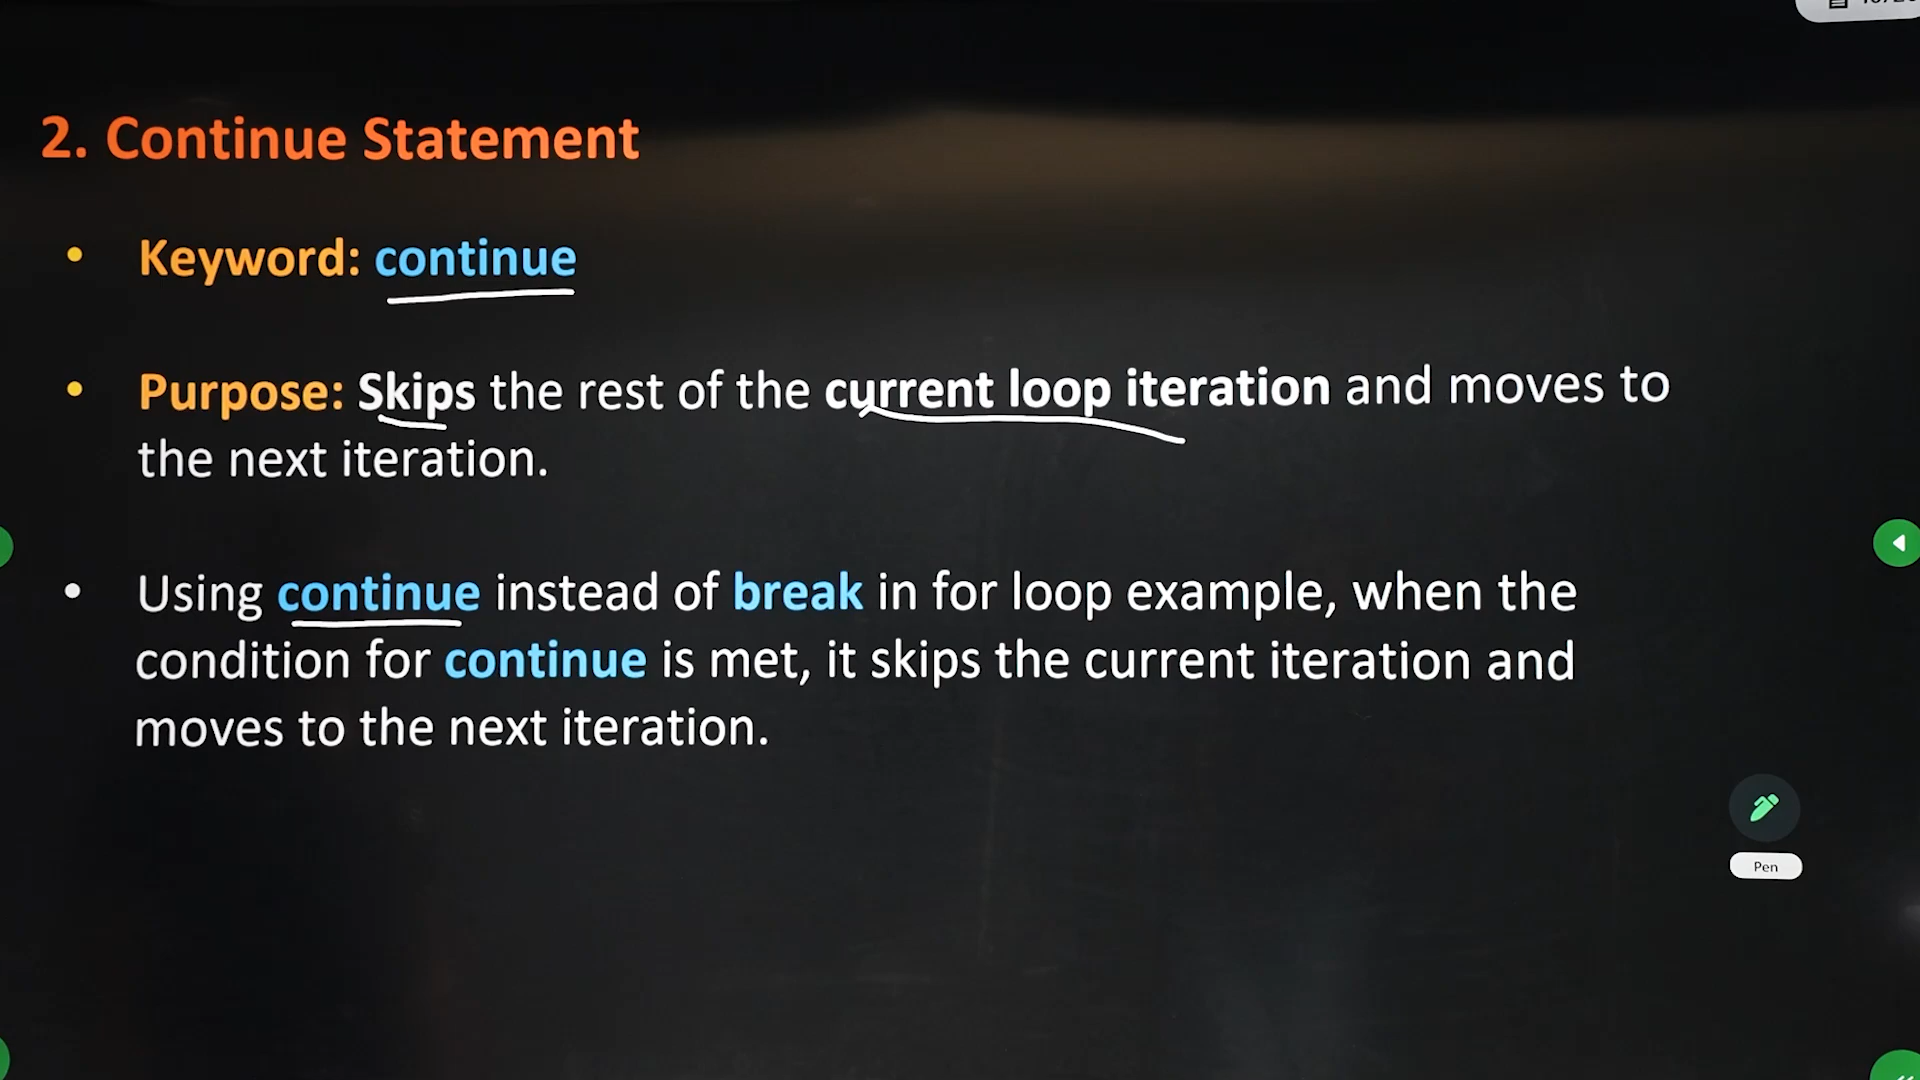 2. Continue Statement
• Keyword: continue
• Purpose: Skips the rest of the current loop iteration and moves to
the next iteration.
• Using continue instead of break in for loop example, when the
condition for continue is met, it skips the current iteration and
moves to the next iteration.
Pen